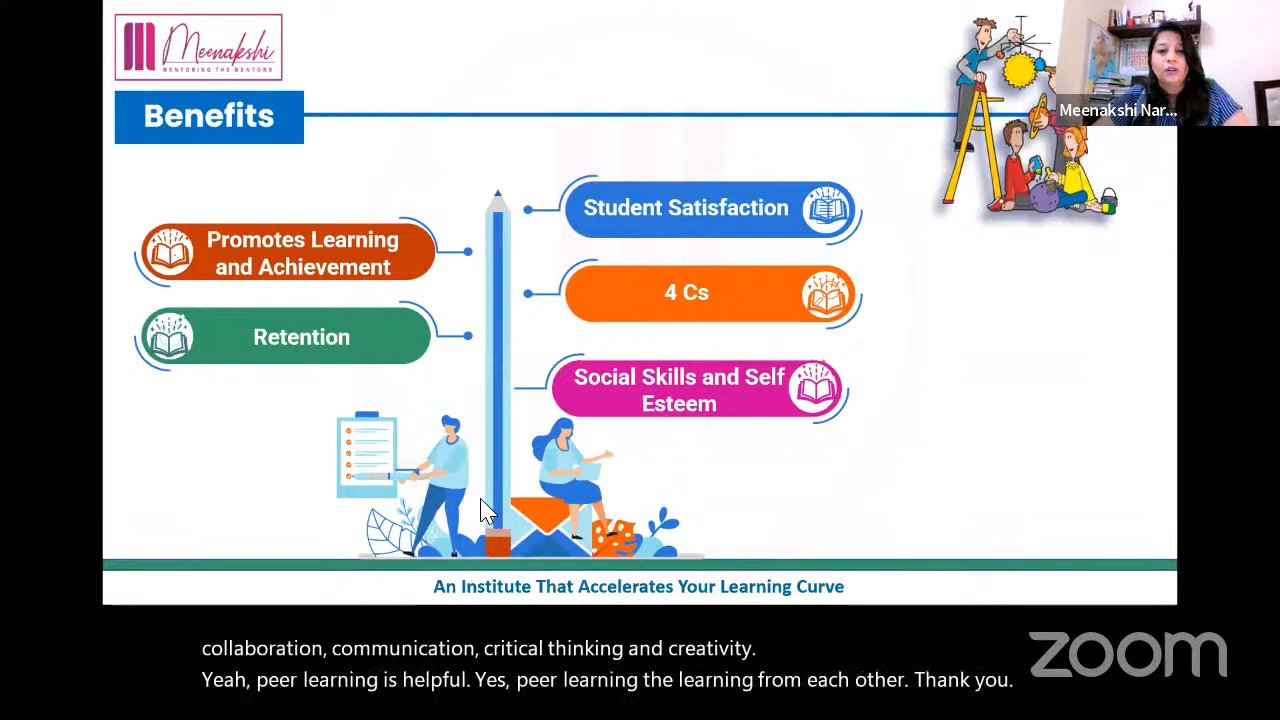 Meenakshi
MENTORING THE MENTORS
Benefits
Meenakshi Nar...
Student Satisfaction
Promotes Learning
and Achievement
4 Cs
Retention
Social Skills and Self
Esteem
An Institute That Accelerates Your Learning Curve
collaboration, communication, critical thinking and creativity.
Yeah, peer learning is helpful. Yes, peer learning the learning from each other. Thank you.
zoom